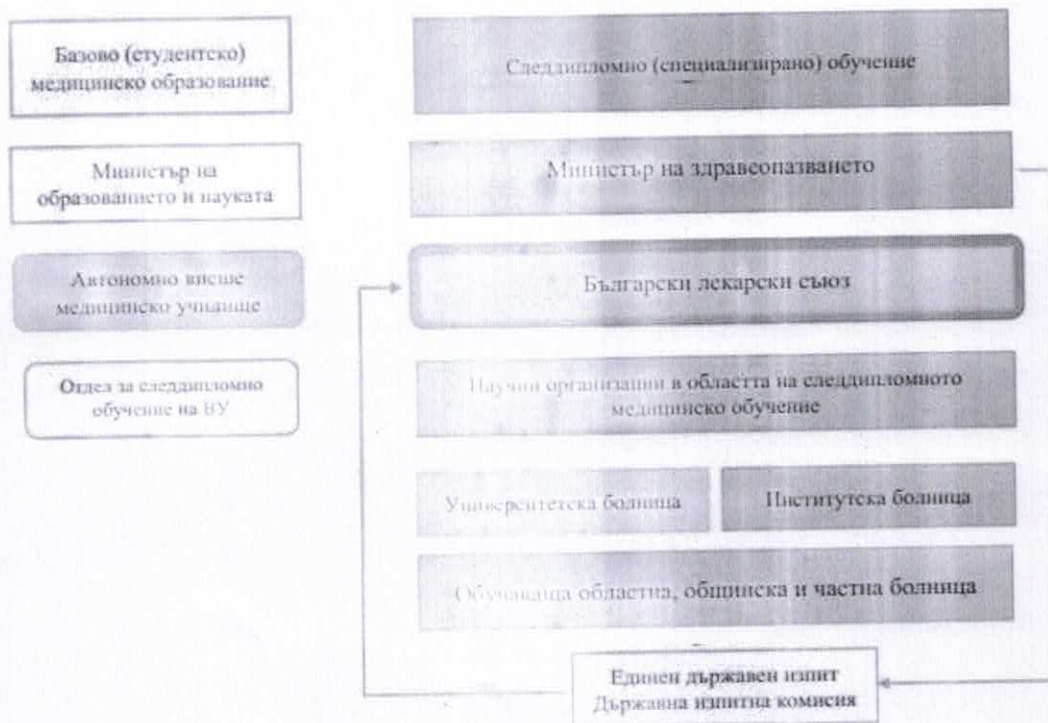 Базово (студентско)
медицинско образование
Следдипломно (специализирано) обучение
Министър на
образованието и науката
Министър на здравеопазването
Автономно висше
медицинско училище
Български лекарски съюз
Отдел за следдипломно
обучение на ВУ
Научни организации в областта на следдипломното
медицинско обучение
Университетска болница
Институтска болница
Обучаваща областна, общинска и частна болница
Единен държавен изпит
Държавна изпитна комисия